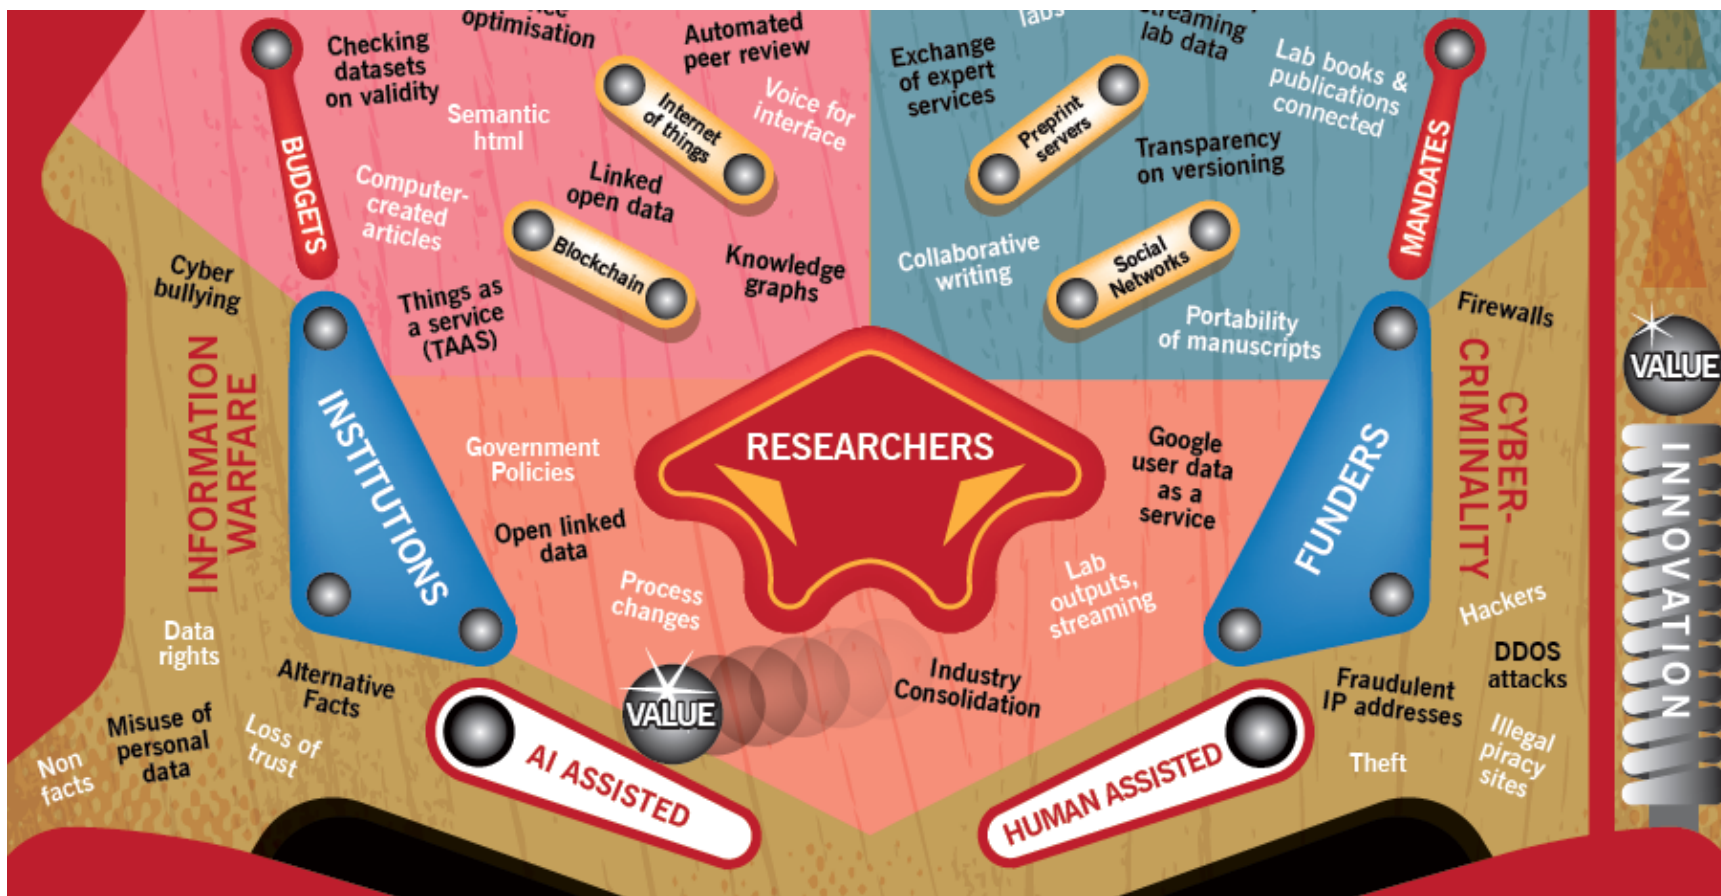 optimisation
Automated
peer review
Checking
datasets
on validity
Semantic
html
Internet
of things
Voice for
interface
BUDGETS
Computer-
created
articles
Linked
open data
Blockchain
Knowledge
graphs
Things as
a service
(TAAS)
labs
streaming
lab data
Exchange
of expert
services
Lab books &
publications
connected
Preprint
servers
Transparency
on versioning
MANDATES
Collaborative
writing
Social
Networks
Portability
of manuscripts
Cyber
bullying
INFORMATION
WARFARE
INSTITUTIONS
Government
Policies
Open linked
data
Process
changes
RESEARCHERS
Google
user data
as a
service
Lab
outputs,
streaming
Industry
Consolidation
FUNDERS
Firewalls
CYBER-
CRIMINALITY
VALUE
INNOVATION
Hackers
DDOS
attacks
Fraudulent
IP addresses
Illegal
piracy
sites
Theft
Data
rights
Alternative
Facts
Misuse of
personal
data
Loss of
trust
Non
facts
VALUE
AI ASSISTED
HUMAN ASSISTED